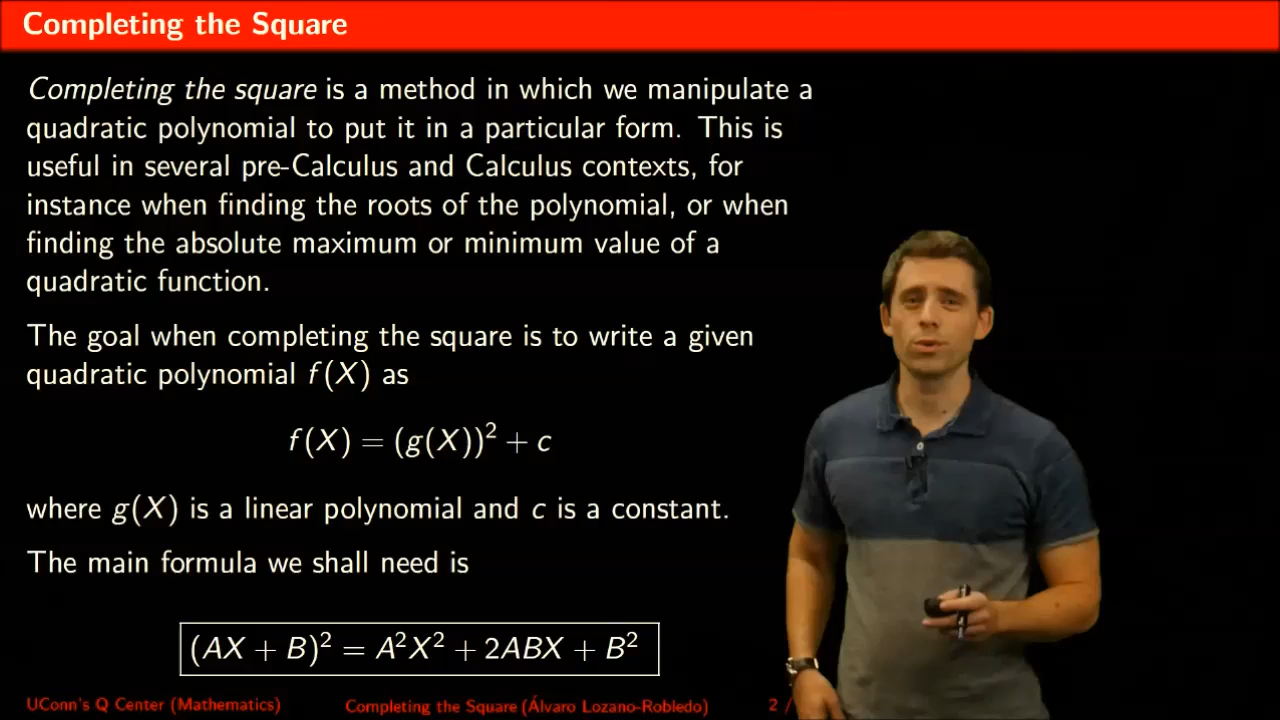 Completing the Square
Completing the square is a method in which we manipulate a
quadratic polynomial to put it in a particular form. This is
useful in several pre-Calculus and Calculus contexts, for
instance when finding the roots of the polynomial, or when
finding the absolute maximum or minimum value of a
quadratic function.
The goal when completing the square is to write a given
quadratic polynomial f(X) as
f(X) = (g(X))² + c
where g(X) is a linear polynomial and c is a constant.
The main formula we shall need is
(AX + B)² = A²X² + 2ABX + B²
UConn's Q Center (Mathematics) Completing the Square (Álvaro Lozano-Robledo) 2 /